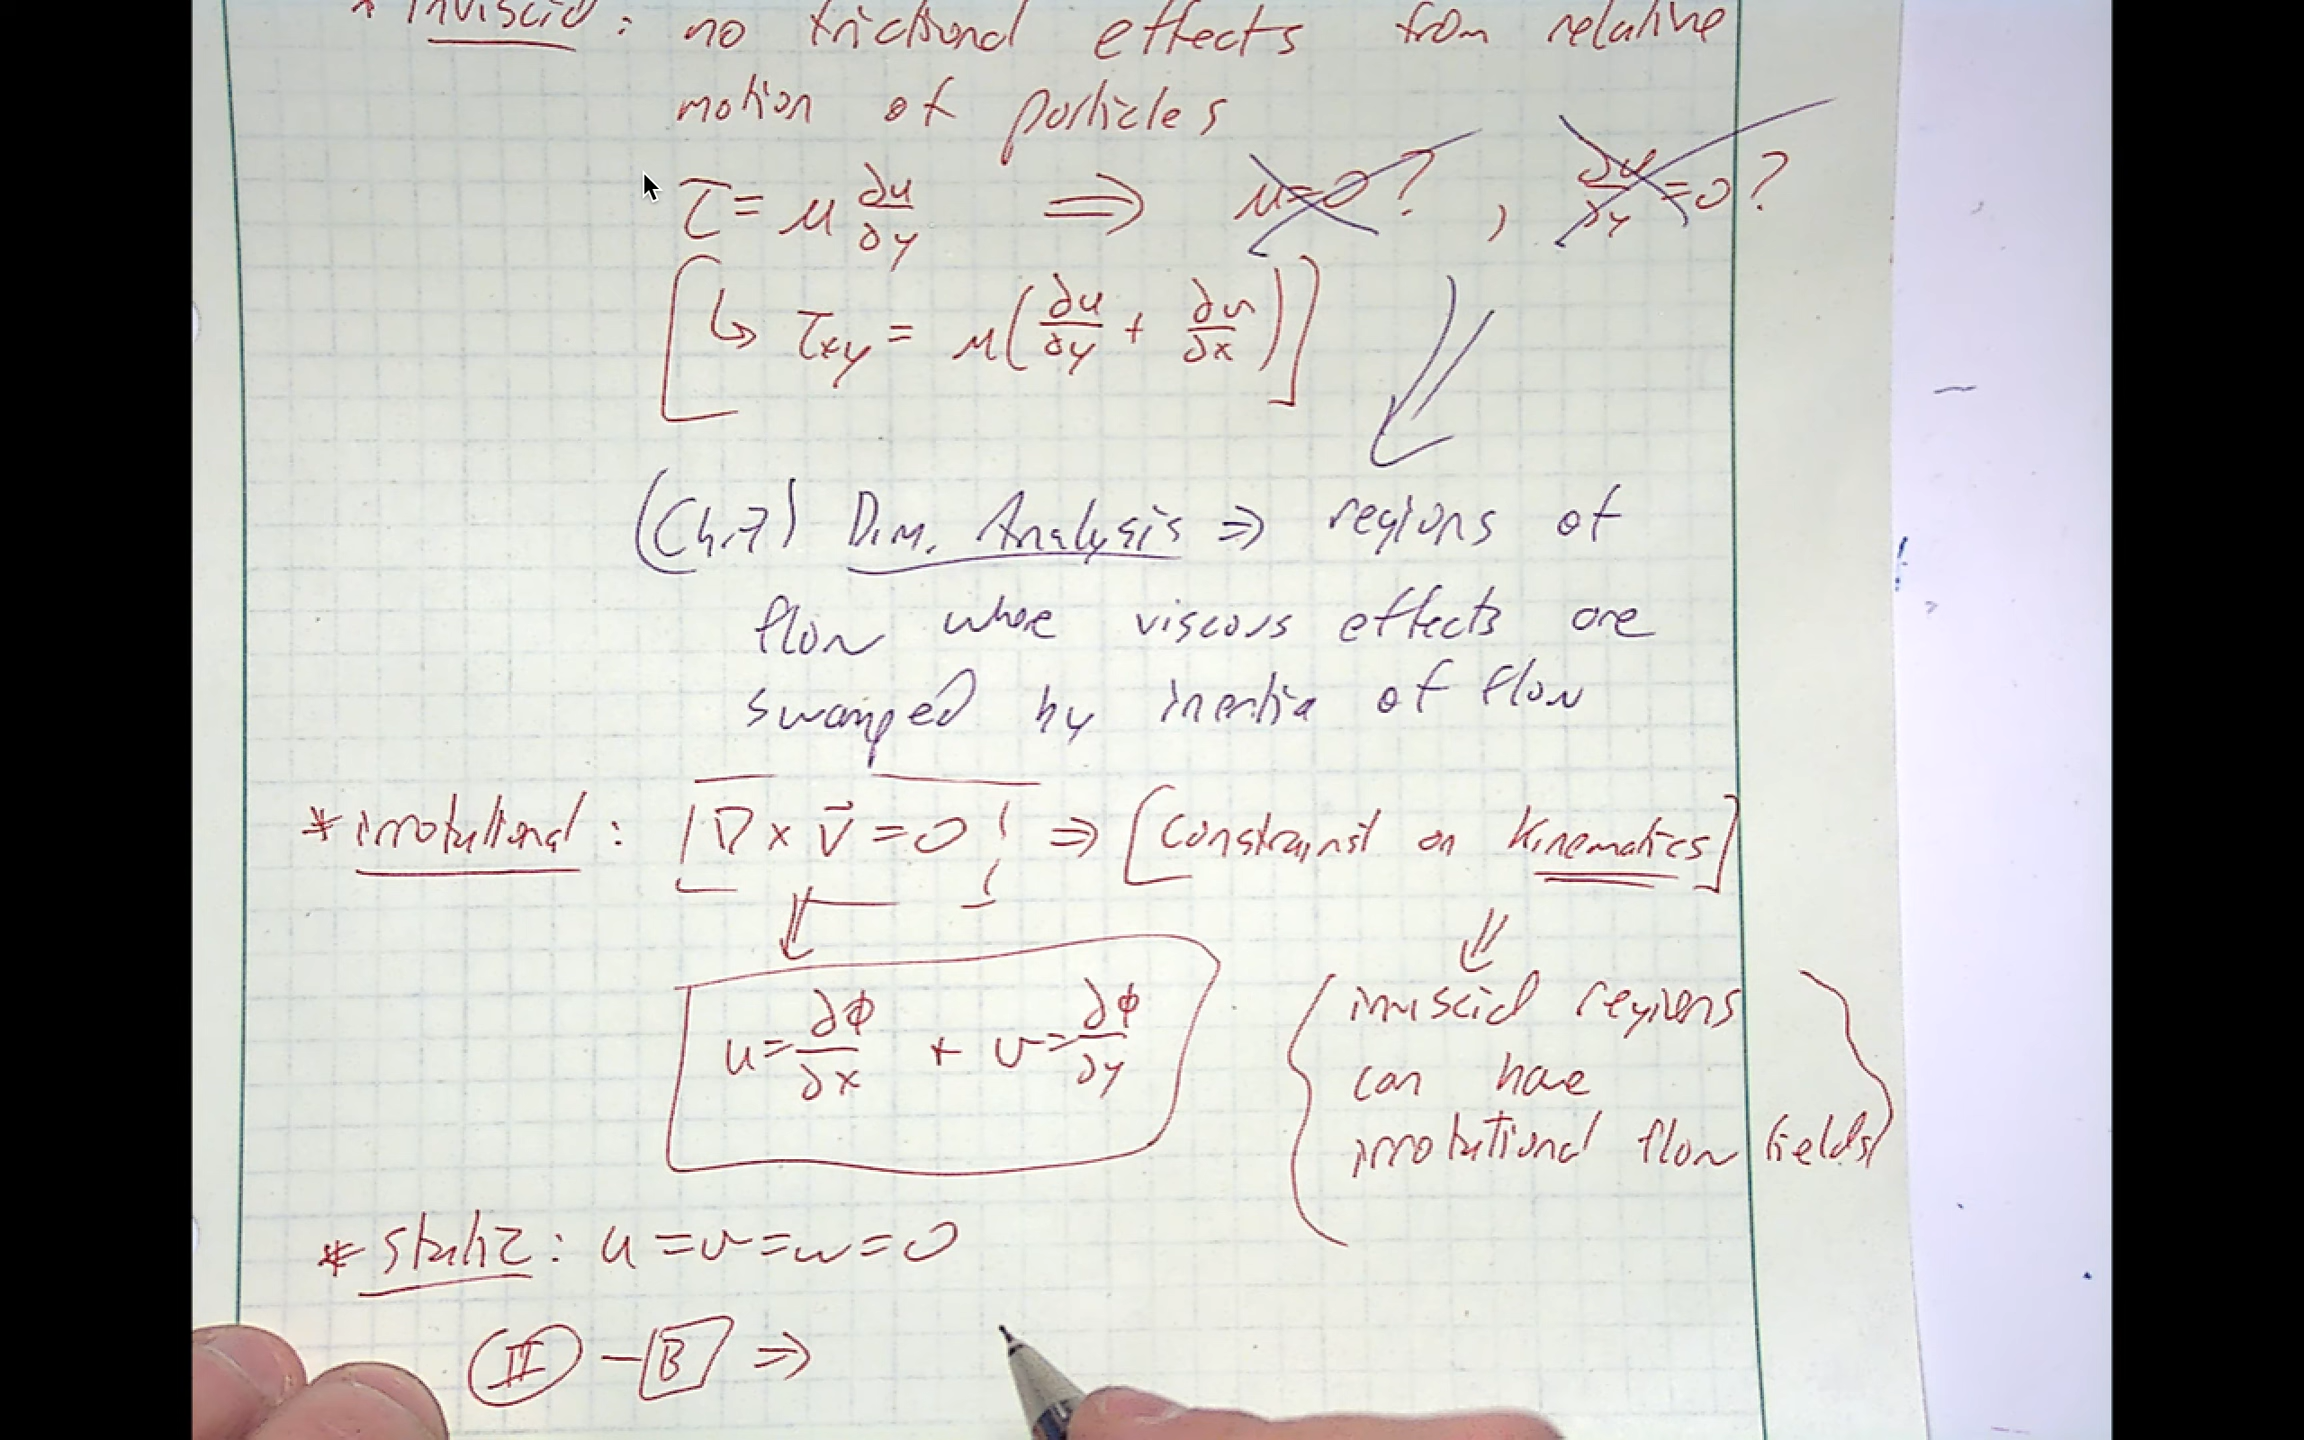 * inviscid : no frictional effects from relative
motion of particles
τ = μ ∂u/∂y ⟹ μ=0 ? , ∂u/∂y =0 ?
[ ↳ τxy = μ( ∂u/∂y + ∂v/∂x ) ]
(Ch.7) Dim. Analysis ⇒ regions of
flow whose viscous effects are
swamped by inertia of flow
* irrotational : ∇ × V⃗ = 0 ⇒ [Constraint on Kinematics]
u = ∂φ/∂x + v = ∂φ/∂y
inviscid regions
can have
irrotational flow fields
* static : u = v = w = 0
II - B ⇒